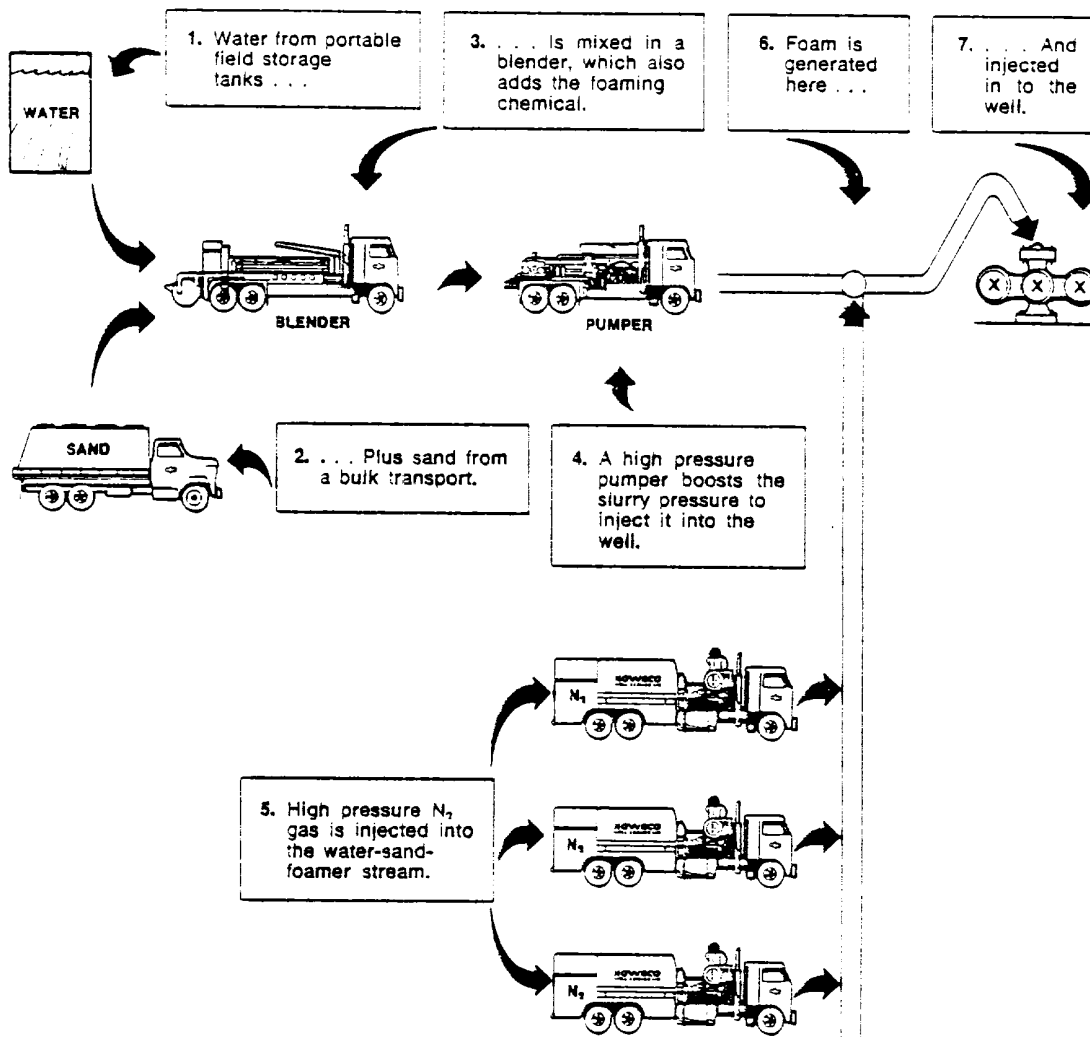 1. Water from portable
field storage
tanks . . .
3. . . . Is mixed in a
blender, which also
adds the foaming
chemical.
6. Foam is
generated
here . . .
7. . . . And
injected
in to the
well.
WATER
BLENDER
PUMPER
SAND
2. . . . Plus sand from
a bulk transport.
4. A high pressure
pumper boosts the
slurry pressure to
inject it into the
well.
X X X
N₂
5. High pressure N₂
gas is injected into
the water-sand-
foamer stream.
N₂
N₂